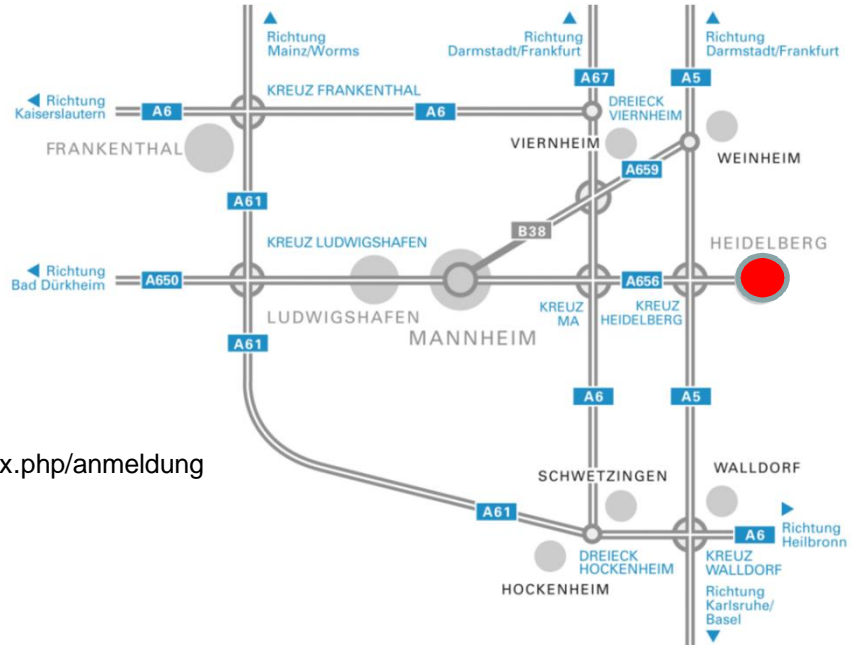 Richtung
Mainz/Worms
Richtung
Darmstadt/Frankfurt
Richtung
Darmstadt/Frankfurt
A67
A5
KREUZ FRANKENTHAL
Richtung
Kaiserslautern
A6
A6
DREIECK
VIERNHEIM
FRANKENTHAL
VIERNHEIM
WEINHEIM
A659
A61
B38
KREUZ LUDWIGSHAFEN
HEIDELBERG
Richtung
Bad Dürkheim
A650
A656
LUDWIGSHAFEN
MANNHEIM
KREUZ
MA
KREUZ
HEIDELBERG
A61
A6
A5
x.php/anmeldung
SCHWETZINGEN
WALLDORF
A61
A6
Richtung
Heilbronn
DREIECK
HOCKENHEIM
KREUZ
WALLDORF
HOCKENHEIM
Richtung
Karlsruhe/
Basel